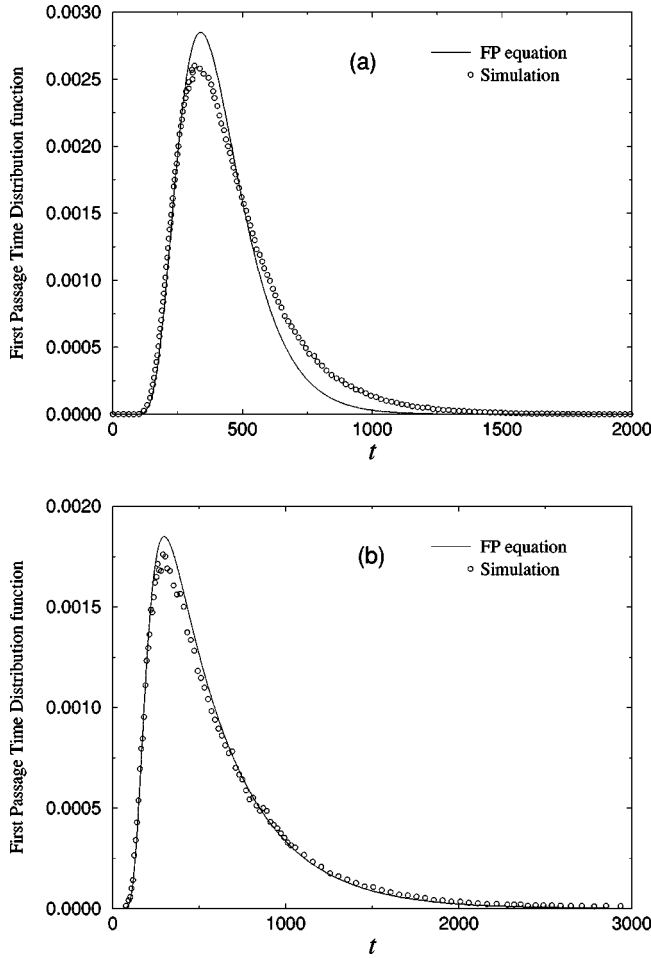 0.0030
0.0025
0.0020
0.0015
0.0010
0.0005
0.0000
First Passage Time Distribution function
(a)
FP equation
Simulation
0
500
1000
1500
2000
t
0.0020
0.0015
0.0010
0.0005
0.0000
First Passage Time Distribution function
(b)
FP equation
Simulation
0
1000
2000
3000
t